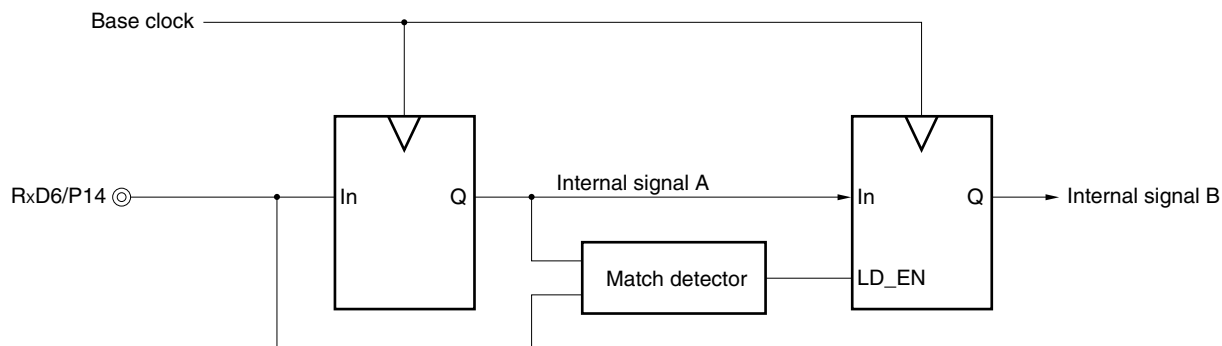 Base clock
RxD6/P14
In
Q
Internal signal A
In
Q
Internal signal B
Match detector
LD_EN